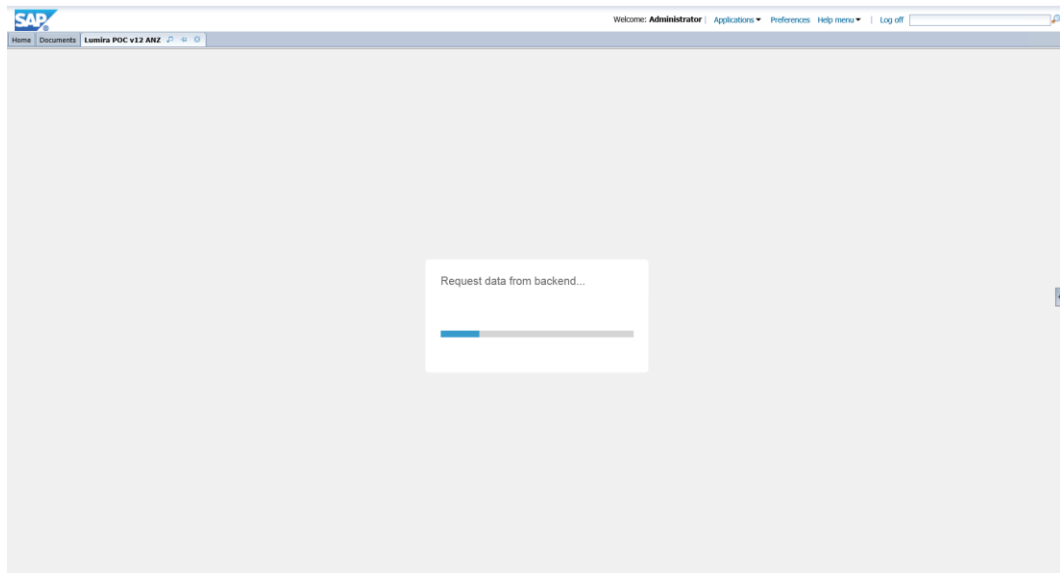 SAP
Welcome: Administrator | Applications Preferences Help menu | Log off
Home Documents Lumira POC v12 ANZ
Request data from backend...